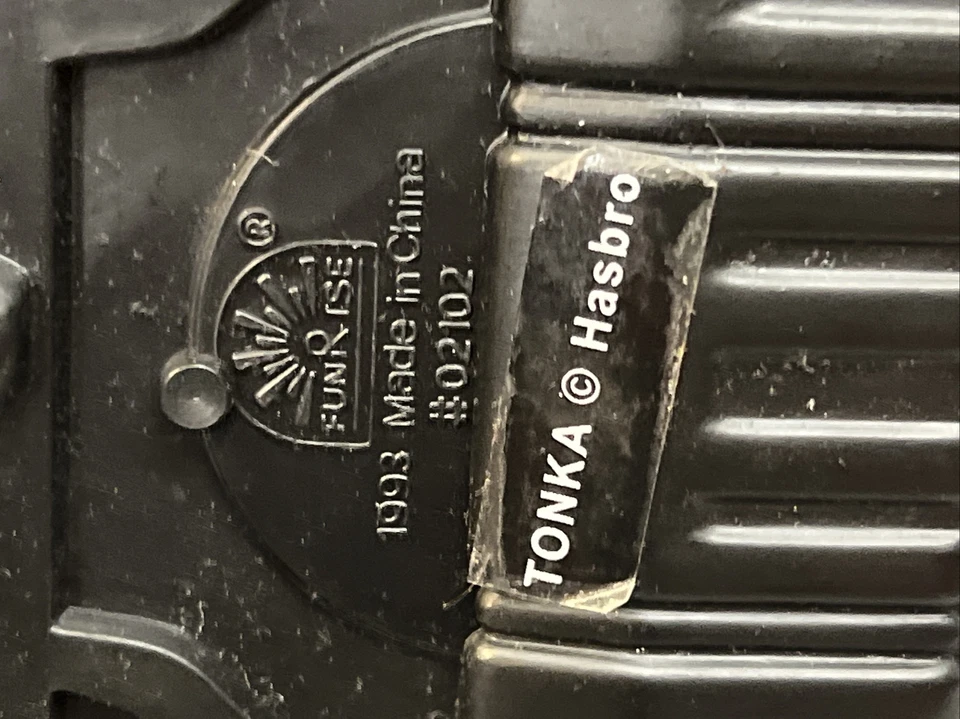 ®
FUNRISE
1993 Made in China
#02102
TONKA © Hasbro